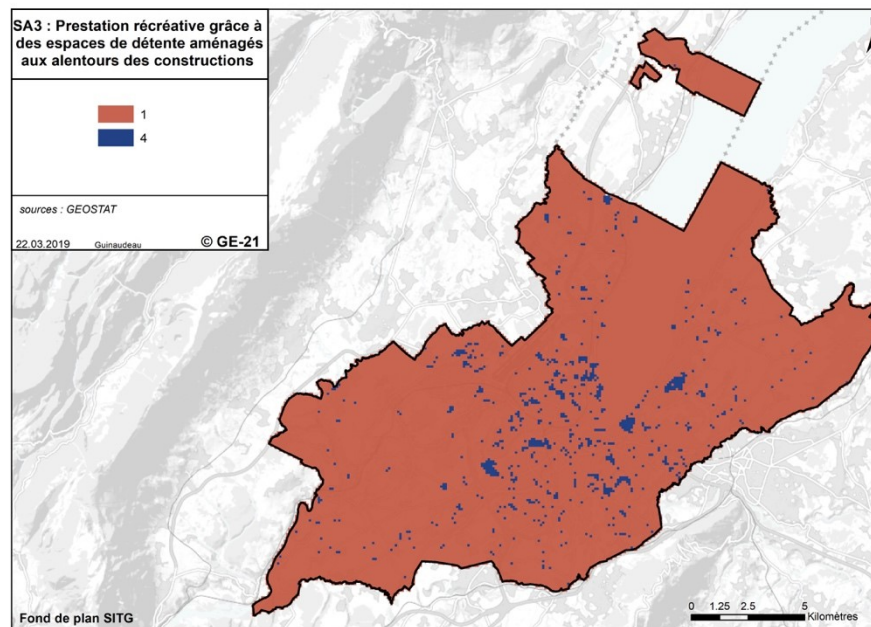 SA3 : Prestation récréative grâce à
des espaces de détente aménagés
aux alentours des constructions
1
4
sources : GEOSTAT
22.03.2019 Guinaudeau © GE-21
Fond de plan SITG
0 1.25 2.5 5
Kilomètres